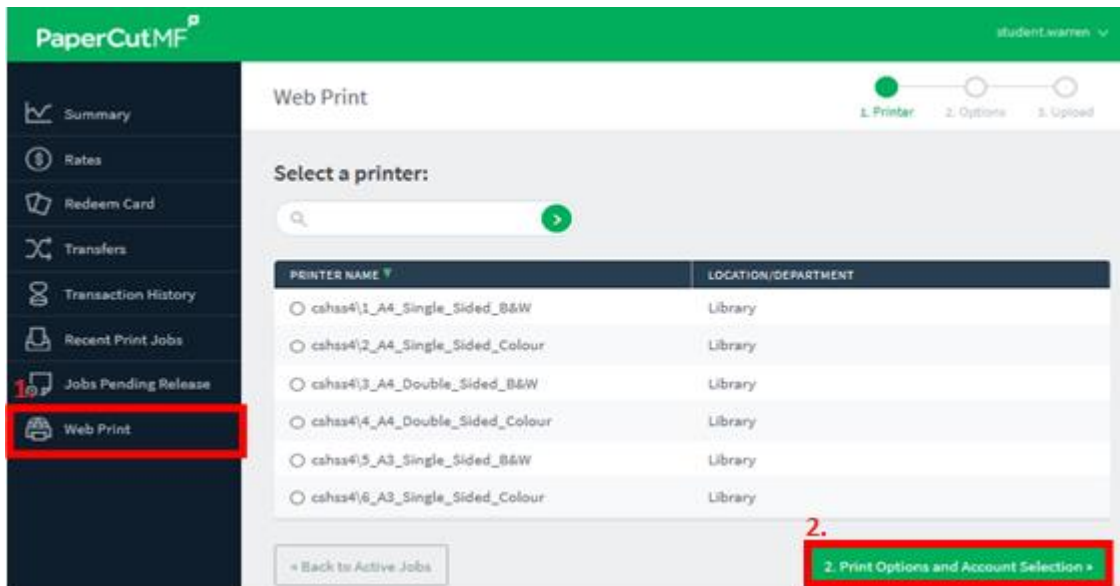 PaperCutMF
student.warren
Summary
Rates
Redeem Card
Transfers
Transaction History
Recent Print Jobs
1.
Jobs Pending Release
Web Print
Web Print
1. Printer
2. Options
3. Upload
Select a printer:
PRINTER NAME LOCATION/DEPARTMENT
cshss4\1_A4_Single_Sided_B&W Library
cshss4\2_A4_Single_Sided_Colour Library
cshss4\3_A4_Double_Sided_B&W Library
cshss4\4_A4_Double_Sided_Colour Library
cshss4\5_A3_Single_Sided_B&W Library
cshss4\6_A3_Single_Sided_Colour Library
2.
« Back to Active Jobs
2. Print Options and Account Selection »